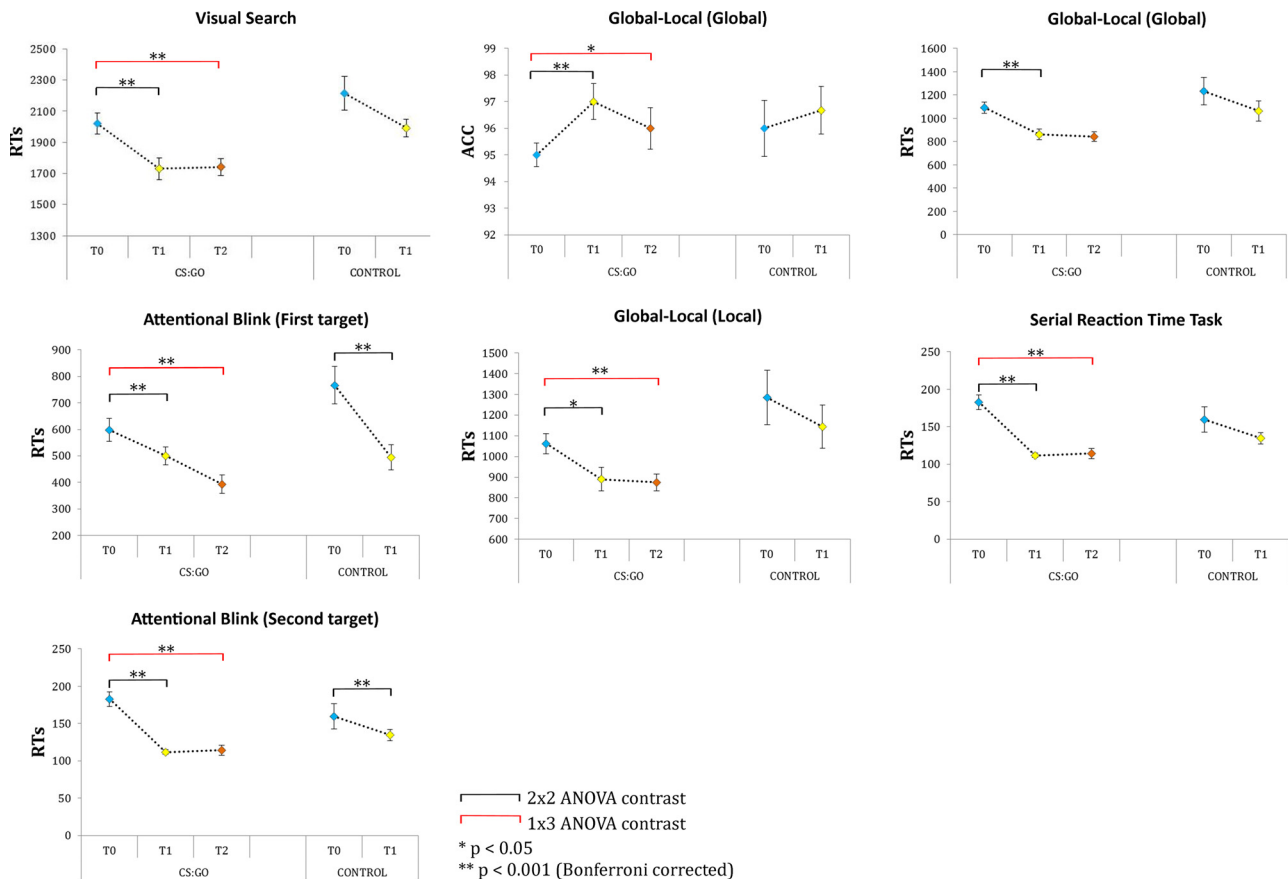 Visual Search
**
**
2500
2300
2100
1900
1700
1500
1300
RTs
T0 T1 T2 T0 T1
CS:GO CONTROL
Global-Local (Global)
*
**
99
98
97
96
95
94
93
92
ACC
T0 T1 T2 T0 T1
CS:GO CONTROL
Global-Local (Global)
**
1600
1400
1200
1000
800
600
400
200
0
RTs
T0 T1 T2 T0 T1
CS:GO CONTROL
Attentional Blink (First target)
** **
**
900
800
700
600
500
400
300
200
RTs
T0 T1 T2 T0 T1
CS:GO CONTROL
Global-Local (Local)
**
*
1500
1400
1300
1200
1100
1000
900
800
700
600
RTs
T0 T1 T2 T0 T1
CS:GO CONTROL
Serial Reaction Time Task
**
**
250
200
150
100
50
0
RTs
T0 T1 T2 T0 T1
CS:GO CONTROL
Attentional Blink (Second target)
**
** **
250
200
150
100
50
0
RTs
T0 T1 T2 T0 T1
CS:GO CONTROL
2x2 ANOVA contrast
1x3 ANOVA contrast
* p < 0.05
** p < 0.001 (Bonferroni corrected)